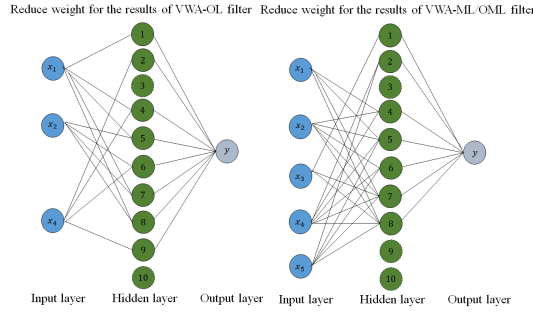 Reduce weight for the results of VWA-OL filter
x₁
x₂
x₄
1
2
3
4
5
6
7
8
9
10
y
Input layer Hidden layer Output layer
Reduce weight for the results of VWA-ML/OML filter
x₁
x₂
x₃
x₄
x₅
1
2
3
4
5
6
7
8
9
10
y
Input layer Hidden layer Output layer